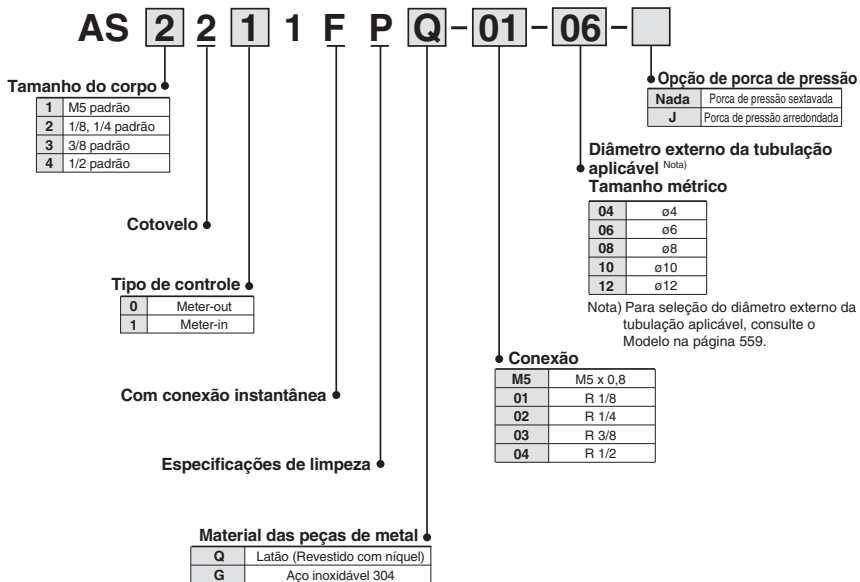 AS 2 2 1 1 F P Q - 01 - 06 -
Tamanho do corpo
1 M5 padrão
2 1/8, 1/4 padrão
3 3/8 padrão
4 1/2 padrão
Cotovelo
Tipo de controle
0 Meter-out
1 Meter-in
Com conexão instantânea
Especificações de limpeza
Material das peças de metal
Q Latão (Revestido com níquel)
G Aço inoxidável 304
Opção de porca de pressão
Nada Porca de pressão sextavada
J Porca de pressão arredondada
Diâmetro externo da tubulação
aplicável Nota)
Tamanho métrico
04 ø4
06 ø6
08 ø8
10 ø10
12 ø12
Nota) Para seleção do diâmetro externo da
tubulação aplicável, consulte o
Modelo na página 559.
Conexão
M5 M5 x 0,8
01 R 1/8
02 R 1/4
03 R 3/8
04 R 1/2